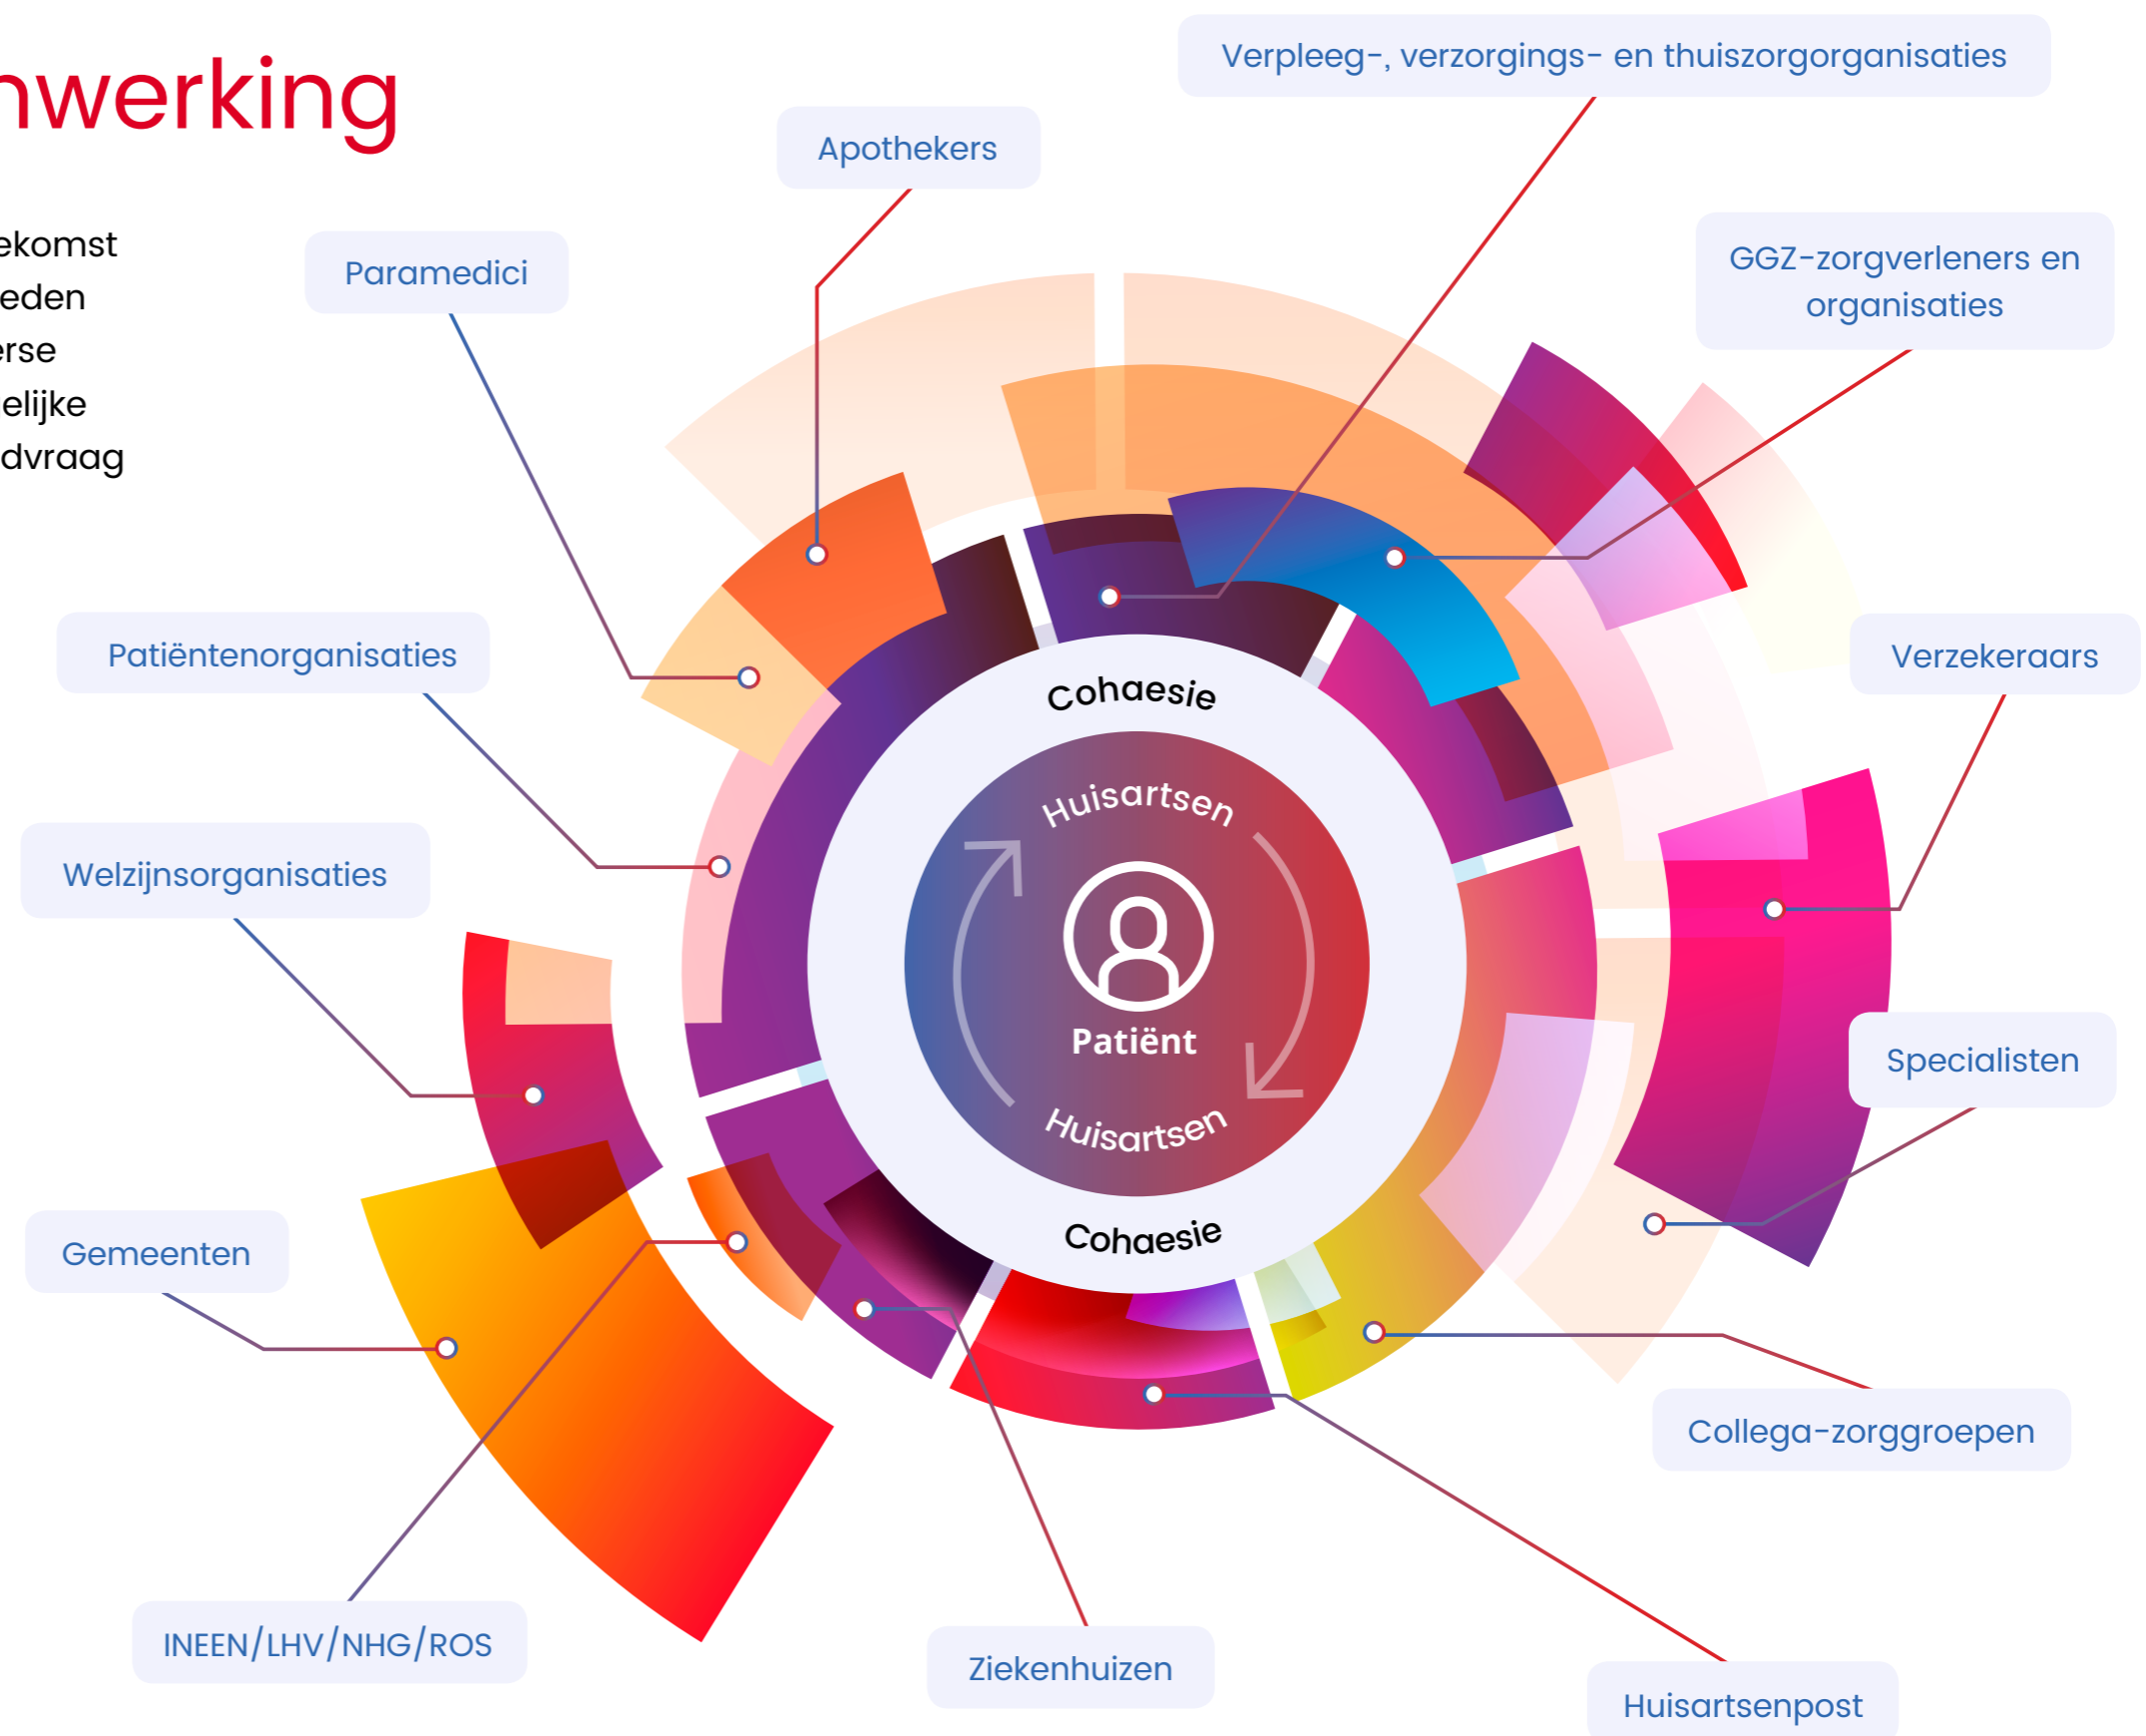 nwerking
ekomst
eden
erse
elijke
dvraag
Verpleeg-, verzorgings- en thuiszorgorganisaties
Apothekers
GGZ-zorgverleners en
organisaties
Paramedici
Patiëntenorganisaties
Verzekeraars
Cohaesie
Huisartsen
Welzijnsorganisaties
Patiënt
Specialisten
Huisartsen
Cohaesie
Gemeenten
Collega-zorggroepen
INEEN/LHV/NHG/ROS
Ziekenhuizen
Huisartsenpost